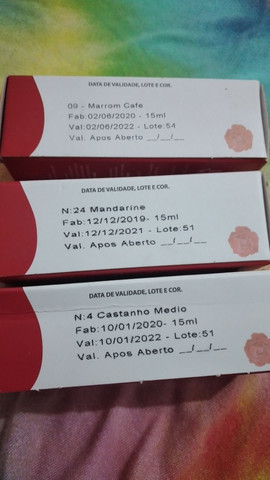 DATA DE VALIDADE, LOTE E COR.
09 - Marrom Cafe
Fab:02/06/2020 - 15ml
Val:02/06/2022 - Lote:54
Val. Apos Aberto __/__/__
DATA DE VALIDADE, LOTE E COR.
N:24 Mandarine
Fab:12/12/2019- 15ml
Val:12/12/2021 - Lote:51
Val. Apos Aberto __/__/__
DATA DE VALIDADE, LOTE E COR.
N:4 Castanho Medio
Fab:10/01/2020- 15ml
Val:10/01/2022 - Lote:51
Val. Apos Aberto __/__/__